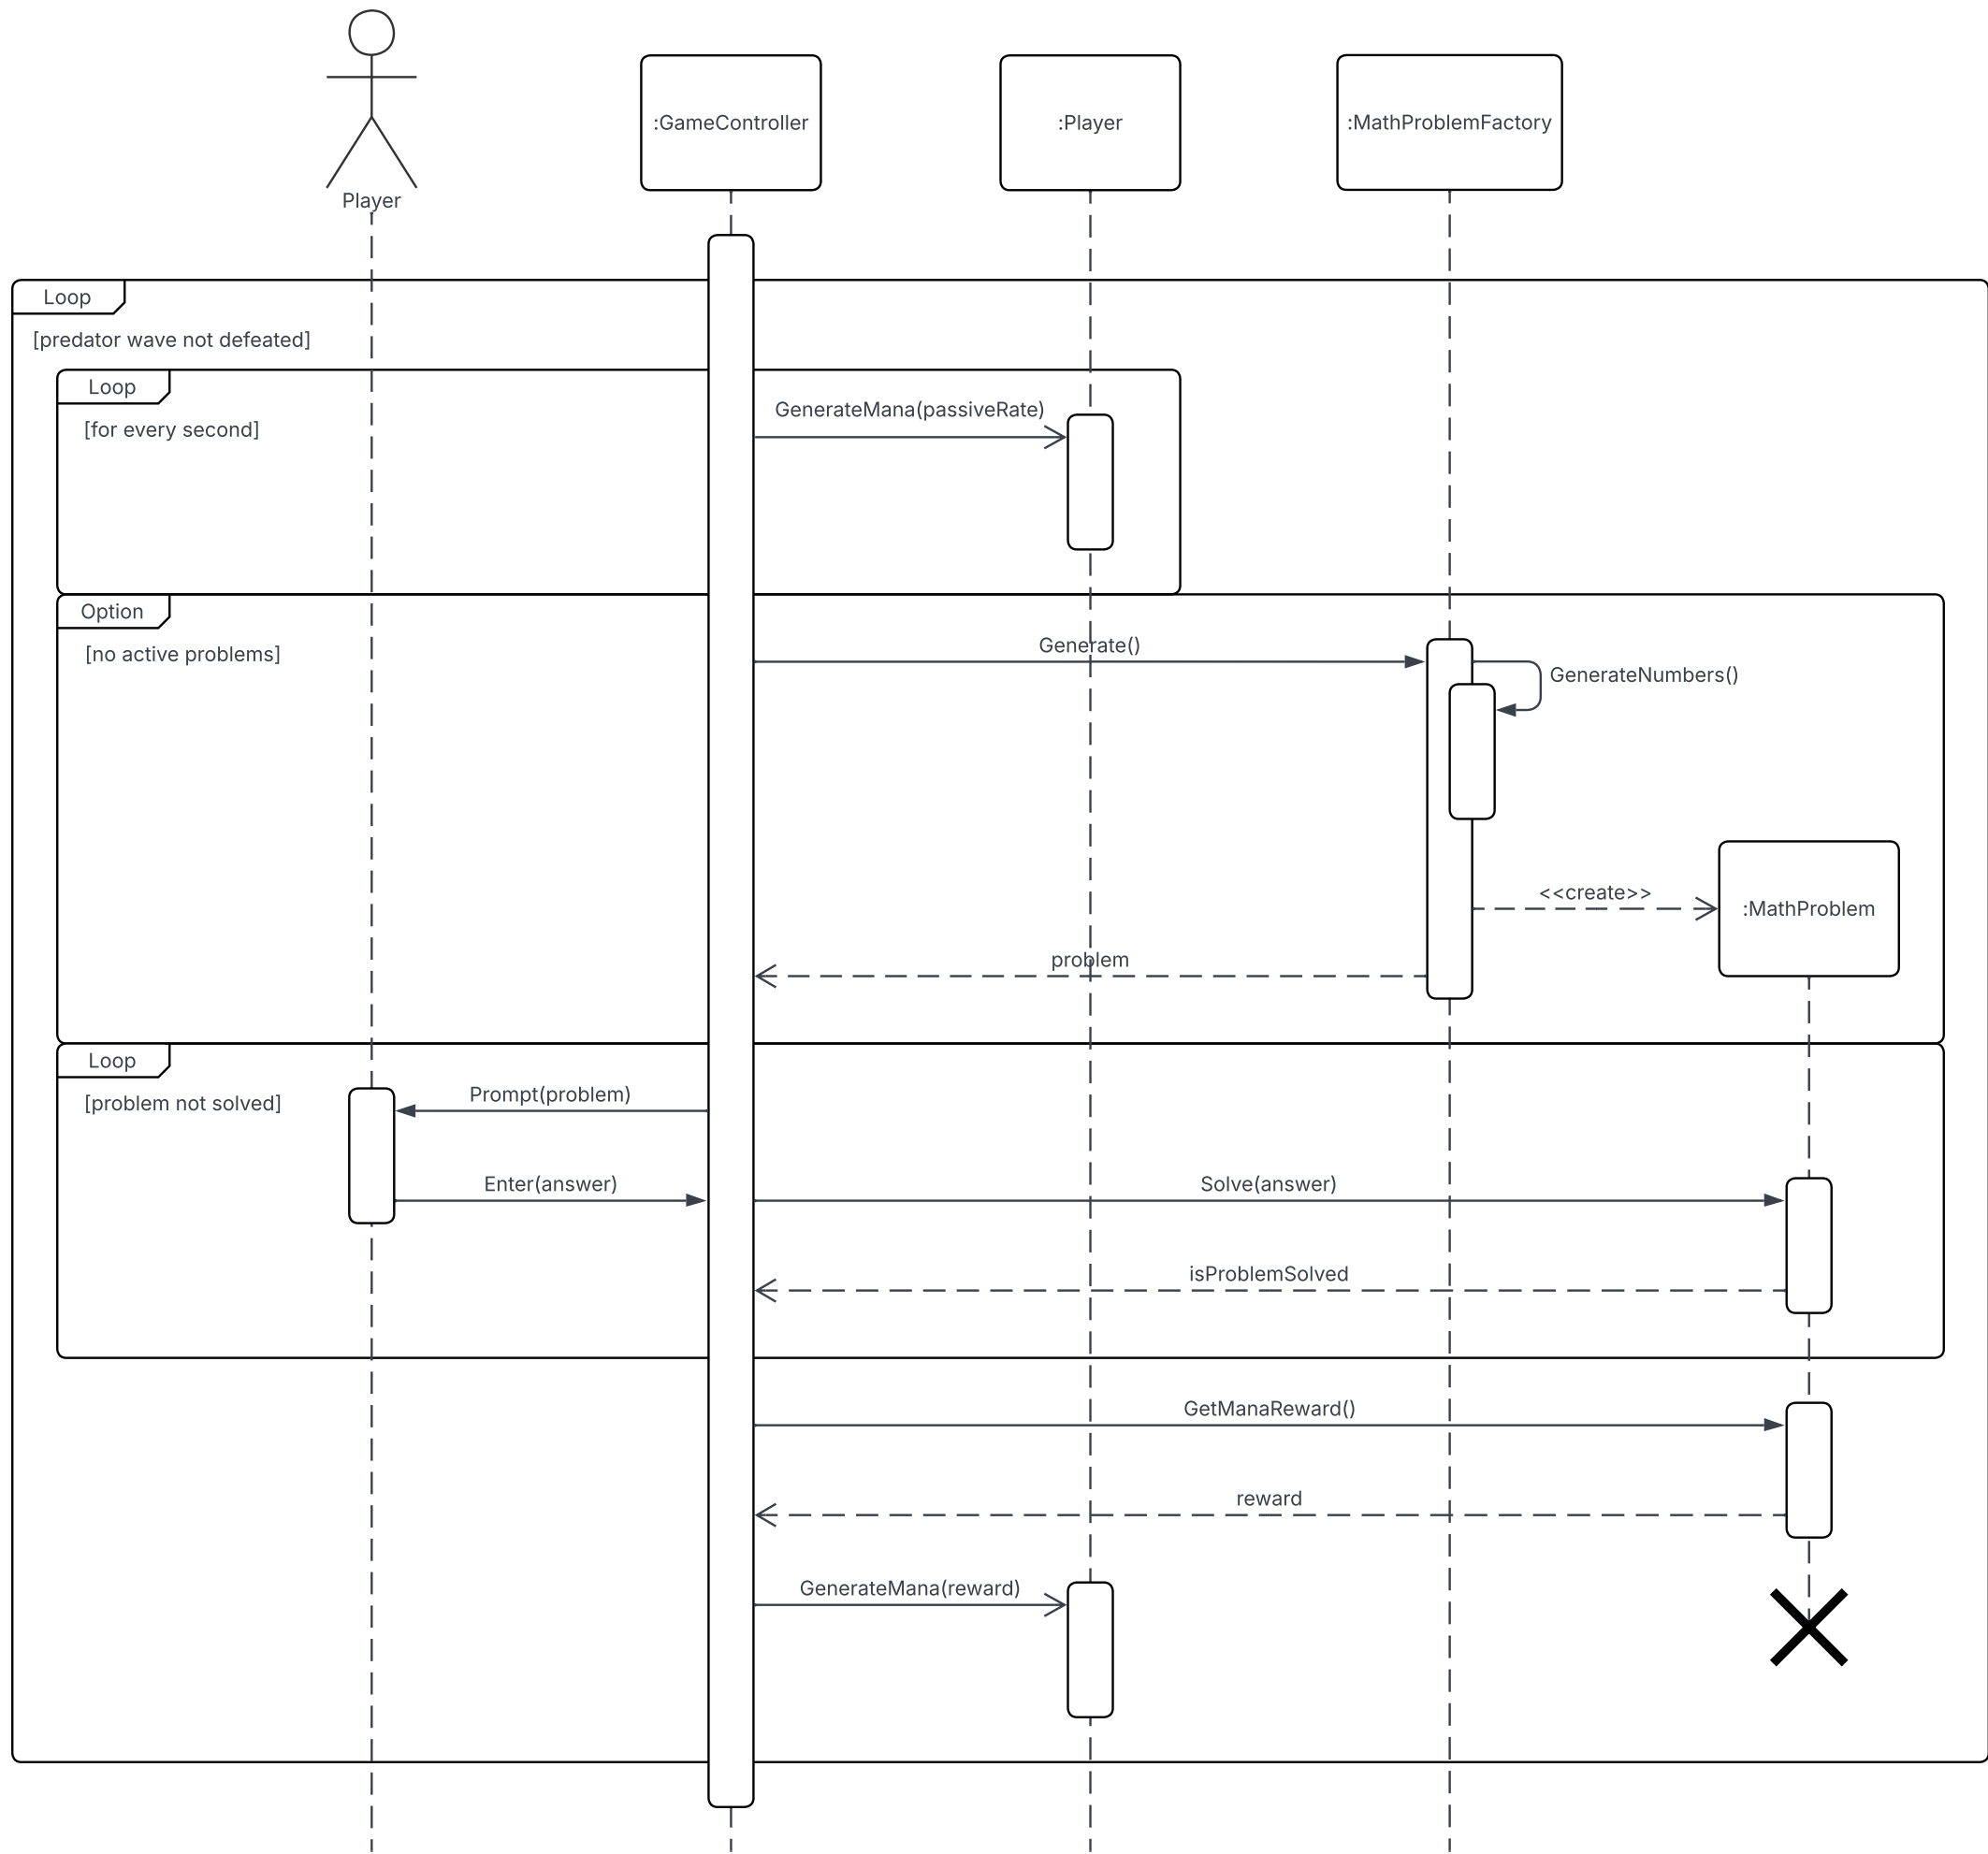 Player
:GameController
:Player
:MathProblemFactory
Loop
[predator wave not defeated]
Loop
[for every second]
GenerateMana(passiveRate)
Option
[no active problems]
Generate()
GenerateNumbers()
<<create>>
:MathProblem
problem
Loop
[problem not solved]
Prompt(problem)
Enter(answer)
Solve(answer)
isProblemSolved
GetManaReward()
reward
GenerateMana(reward)